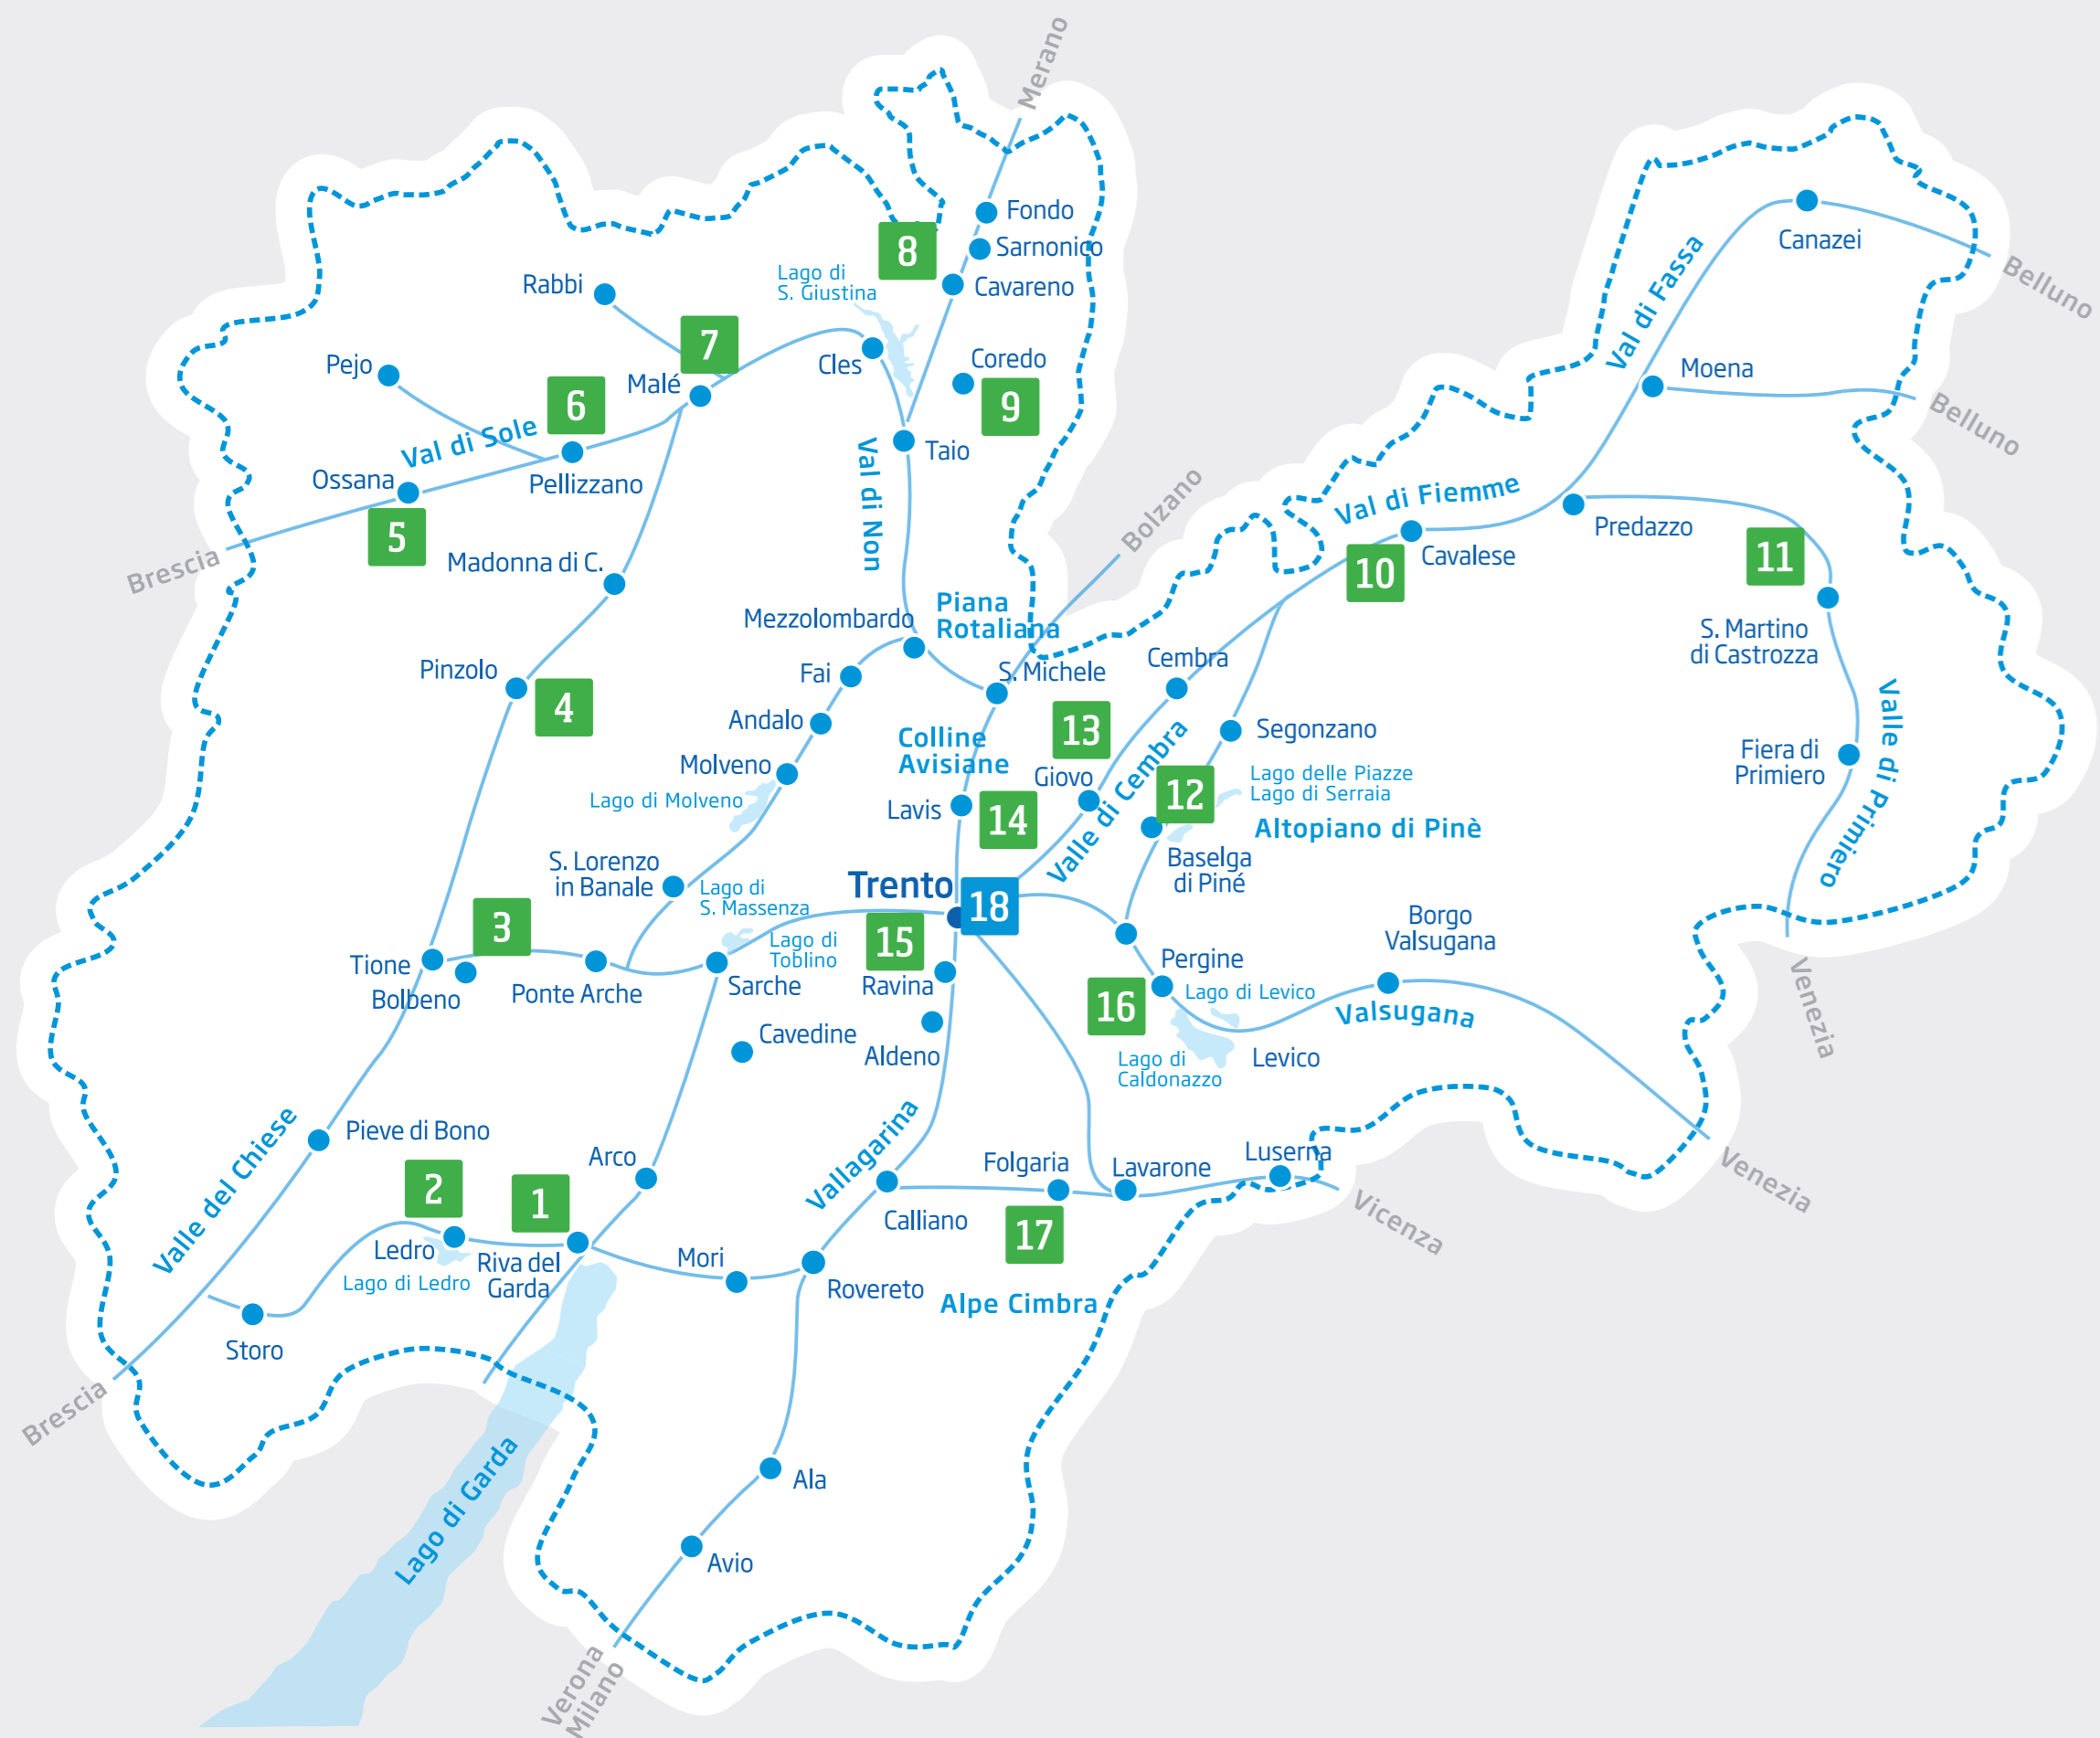 Merano
Fondo
Sarnonico
8
Cavareno
Lago di
S. Giustina
Canazei
Belluno
Val di Fassa
Rabbi
7
Pejo
Malé
Cles
Coredo
9
Moena
Belluno
6
Val di Sole
Taio
Val di Non
Ossana
Pellizzano
5
Brescia
Bolzano
Val di Fiemme
Predazzo
Cavalese
10
11
Madonna di C.
Mezzolombardo
Piana
Rotaliana
S. Martino
di Castrozza
Pinzolo
4
Fai
S. Michele
Cembra
Andalo
13
Segonzano
Colline
Avisiane
Molveno
Lago di Molveno
Giovo
Valle di Cembra
12
Lago delle Piazze
Lago di Serraia
Altopiano di Pinè
Fiera di
Primiero
Valle di Primiero
Lavis
14
Baselga
di Piné
S. Lorenzo
in Banale
Lago di
S. Massenza
Trento
18
3
Lago di
Toblino
15
Borgo
Valsugana
Tione
Bolbeno
Ponte Arche
Sarche
Ravina
Pergine
Lago di Levico
16
Valsugana
Venezia
Cavedine
Aldeno
Lago di
Caldonazzo
Levico
Valle del Chiese
Pieve di Bono
Arco
Vallagarina
Folgaria
Lavarone
Luserna
Venezia
Vicenza
2
1
Calliano
17
Ledro
Lago di Ledro
Riva del
Garda
Mori
Rovereto
Alpe Cimbra
Storo
Brescia
Lago di Garda
Ala
Avio
Verona
Milano